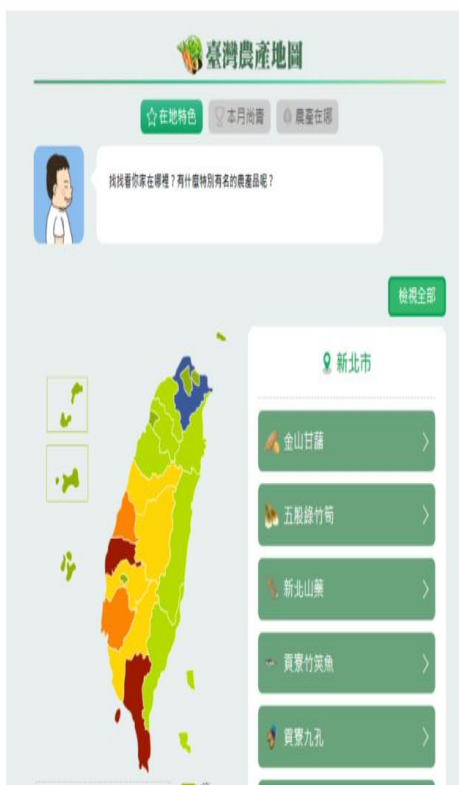 臺灣農產地圖
在地特色
本月尚青
農產在哪
找找看你家在哪裡？有什麼特別有名的農產品呢？
檢視全部
新北市
金山甘藷
五股綠竹筍
新北山藥
貢寮竹筴魚
貢寮九孔